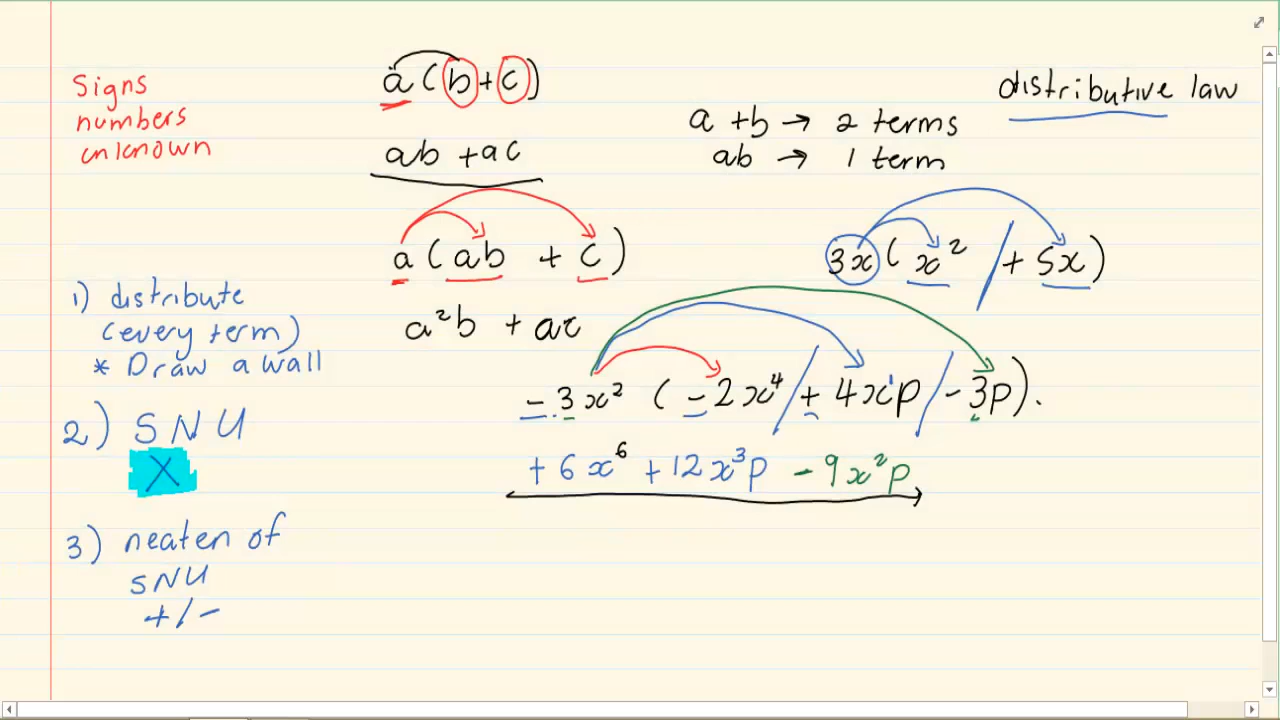 Signs
numbers
unknown
a(b+c)
ab +ac
distributive law
a +b → 2 terms
ab → 1 term
a(ab + c)
a²b + ac
3x(x² / + 5x)
1) distribute
(every term)
* Draw a wall
-3x² (-2x⁴/+4x¹p/-3p).
+6x⁶ +12x³p -9x²p
2) SNU
X
3) neaten of
SNU
+/-